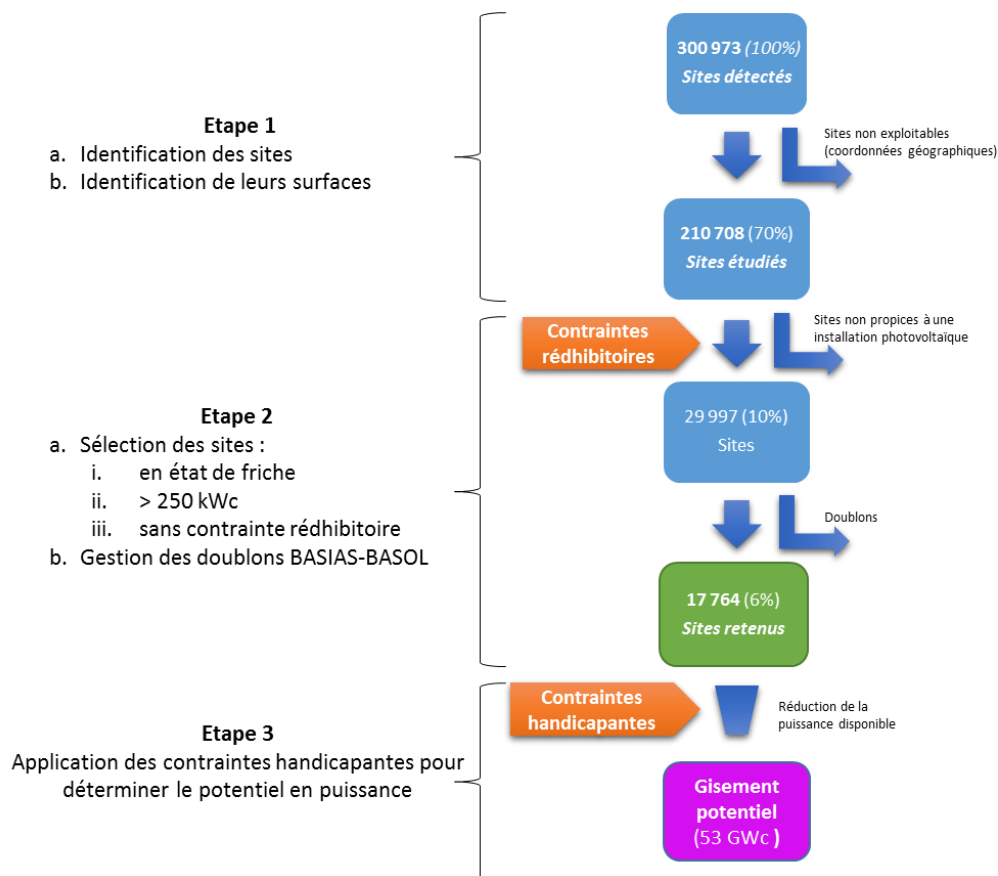 300 973 (100%)
Sites détectés
Etape 1
a. Identification des sites
b. Identification de leurs surfaces
Sites non exploitables
(coordonnées géographiques)
210 708 (70%)
Sites étudiés
Contraintes
rédhibitoires
Sites non propices à une
installation photovoltaïque
29 997 (10%)
Sites
Etape 2
a. Sélection des sites :
i. en état de friche
ii. > 250 kWc
iii. sans contrainte rédhibitoire
b. Gestion des doublons BASIAS-BASOL
Doublons
17 764 (6%)
Sites retenus
Contraintes
handicapantes
Réduction de la
puissance disponible
Etape 3
Application des contraintes handicapantes pour
déterminer le potentiel en puissance
Gisement
potentiel
(53 GWc )